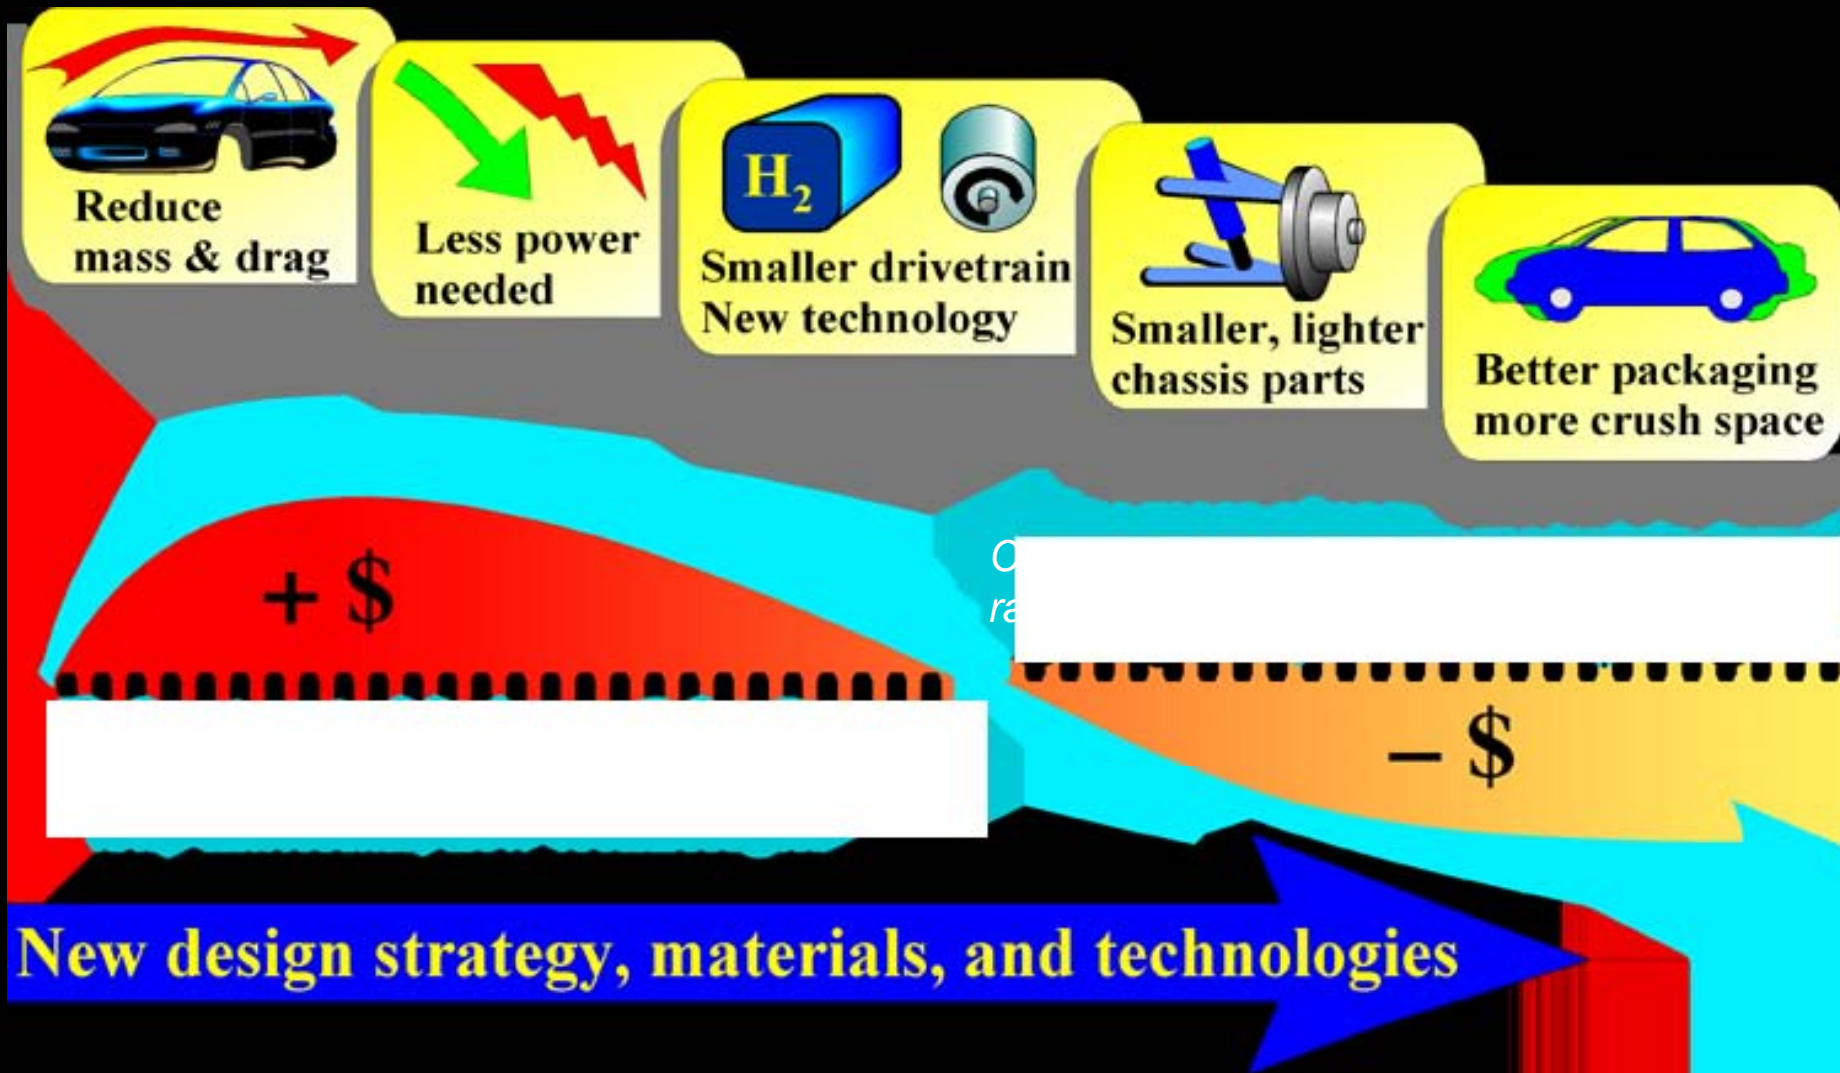 Reduce
mass & drag
Less power
needed
H2
Smaller drivetrain
New technology
Smaller, lighter
chassis parts
Better packaging
more crush space
+ $
– $
New design strategy, materials, and technologies